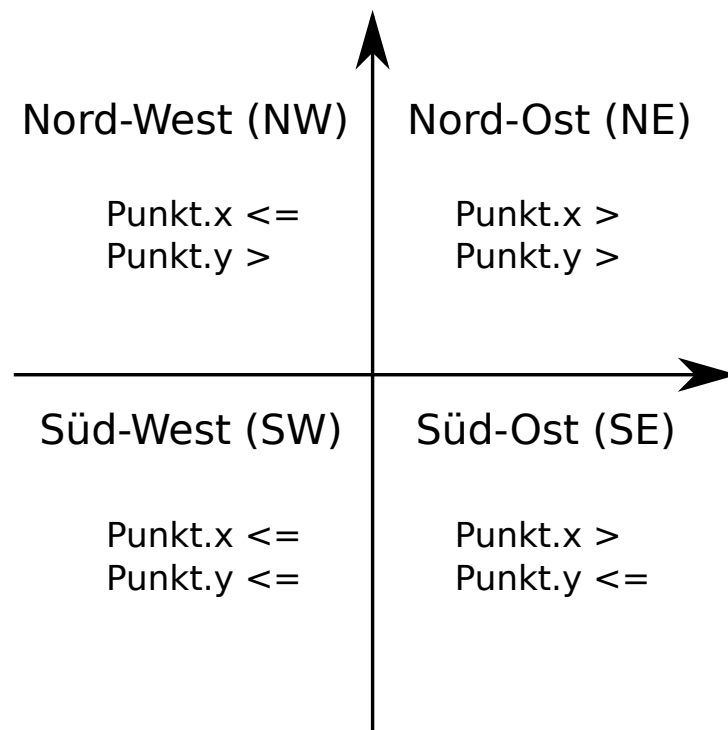 Nord-West (NW)
Punkt.x <=
Punkt.y >
Nord-Ost (NE)
Punkt.x >
Punkt.y >
Süd-West (SW)
Punkt.x <=
Punkt.y <=
Süd-Ost (SE)
Punkt.x >
Punkt.y <=